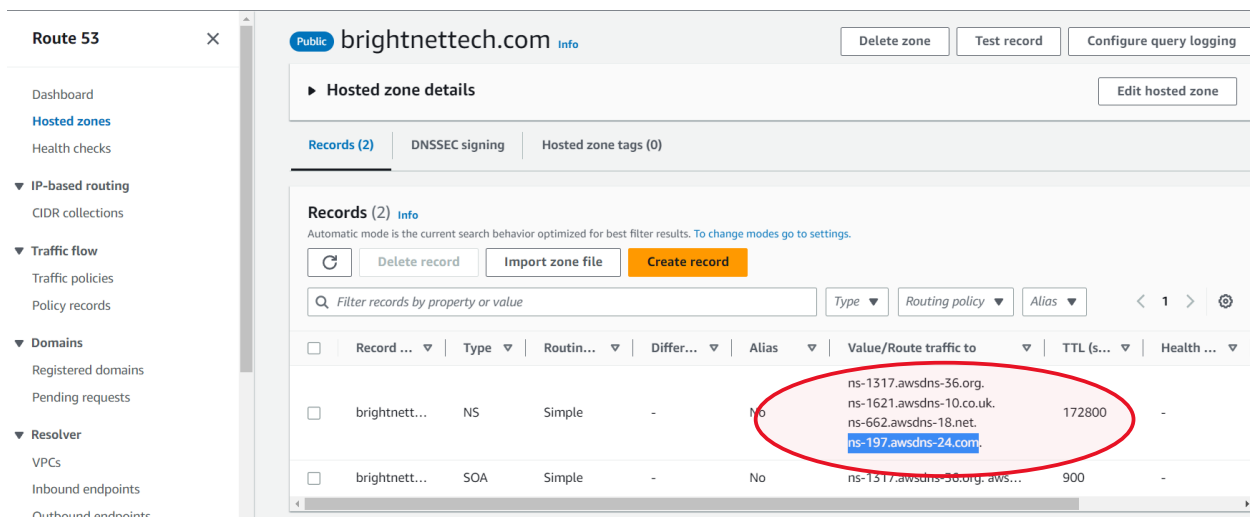 Route 53
Dashboard
Hosted zones
Health checks
IP-based routing
CIDR collections
Traffic flow
Traffic policies
Policy records
Domains
Registered domains
Pending requests
Resolver
VPCs
Inbound endpoints
Outbound endpoints
Public brightnettech.com Info
Delete zone Test record Configure query logging
Hosted zone details Edit hosted zone
Records (2) DNSSEC signing Hosted zone tags (0)
Records (2) Info
Automatic mode is the current search behavior optimized for best filter results. To change modes go to settings.
Delete record Import zone file Create record
Filter records by property or value Type Routing policy Alias 1
Record ... Type Routin... Differ... Alias Value/Route traffic to TTL (s... Health ...
ns-1317.awsdns-36.org.
ns-1621.awsdns-10.co.uk.
brightnett... NS Simple - No ns-662.awsdns-18.net. 172800 -
ns-197.awsdns-24.com.
brightnett... SOA Simple - No ns-1317.awsdns-36.org. aws... 900 -